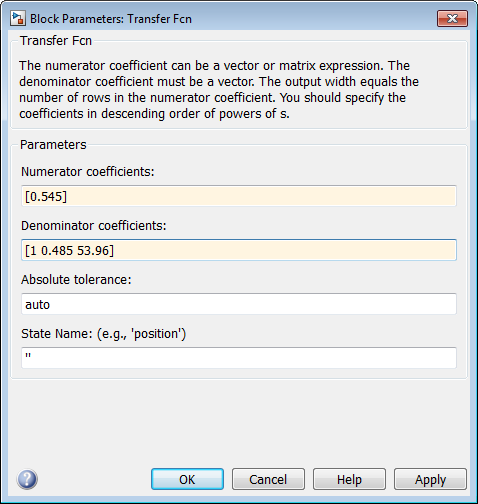 Block Parameters: Transfer Fcn
Transfer Fcn
The numerator coefficient can be a vector or matrix expression. The
denominator coefficient must be a vector. The output width equals the
number of rows in the numerator coefficient. You should specify the
coefficients in descending order of powers of s.
Parameters
Numerator coefficients:
[0.545]
Denominator coefficients:
[1 0.485 53.96]
Absolute tolerance:
auto
State Name: (e.g., 'position')
''
OK Cancel Help Apply